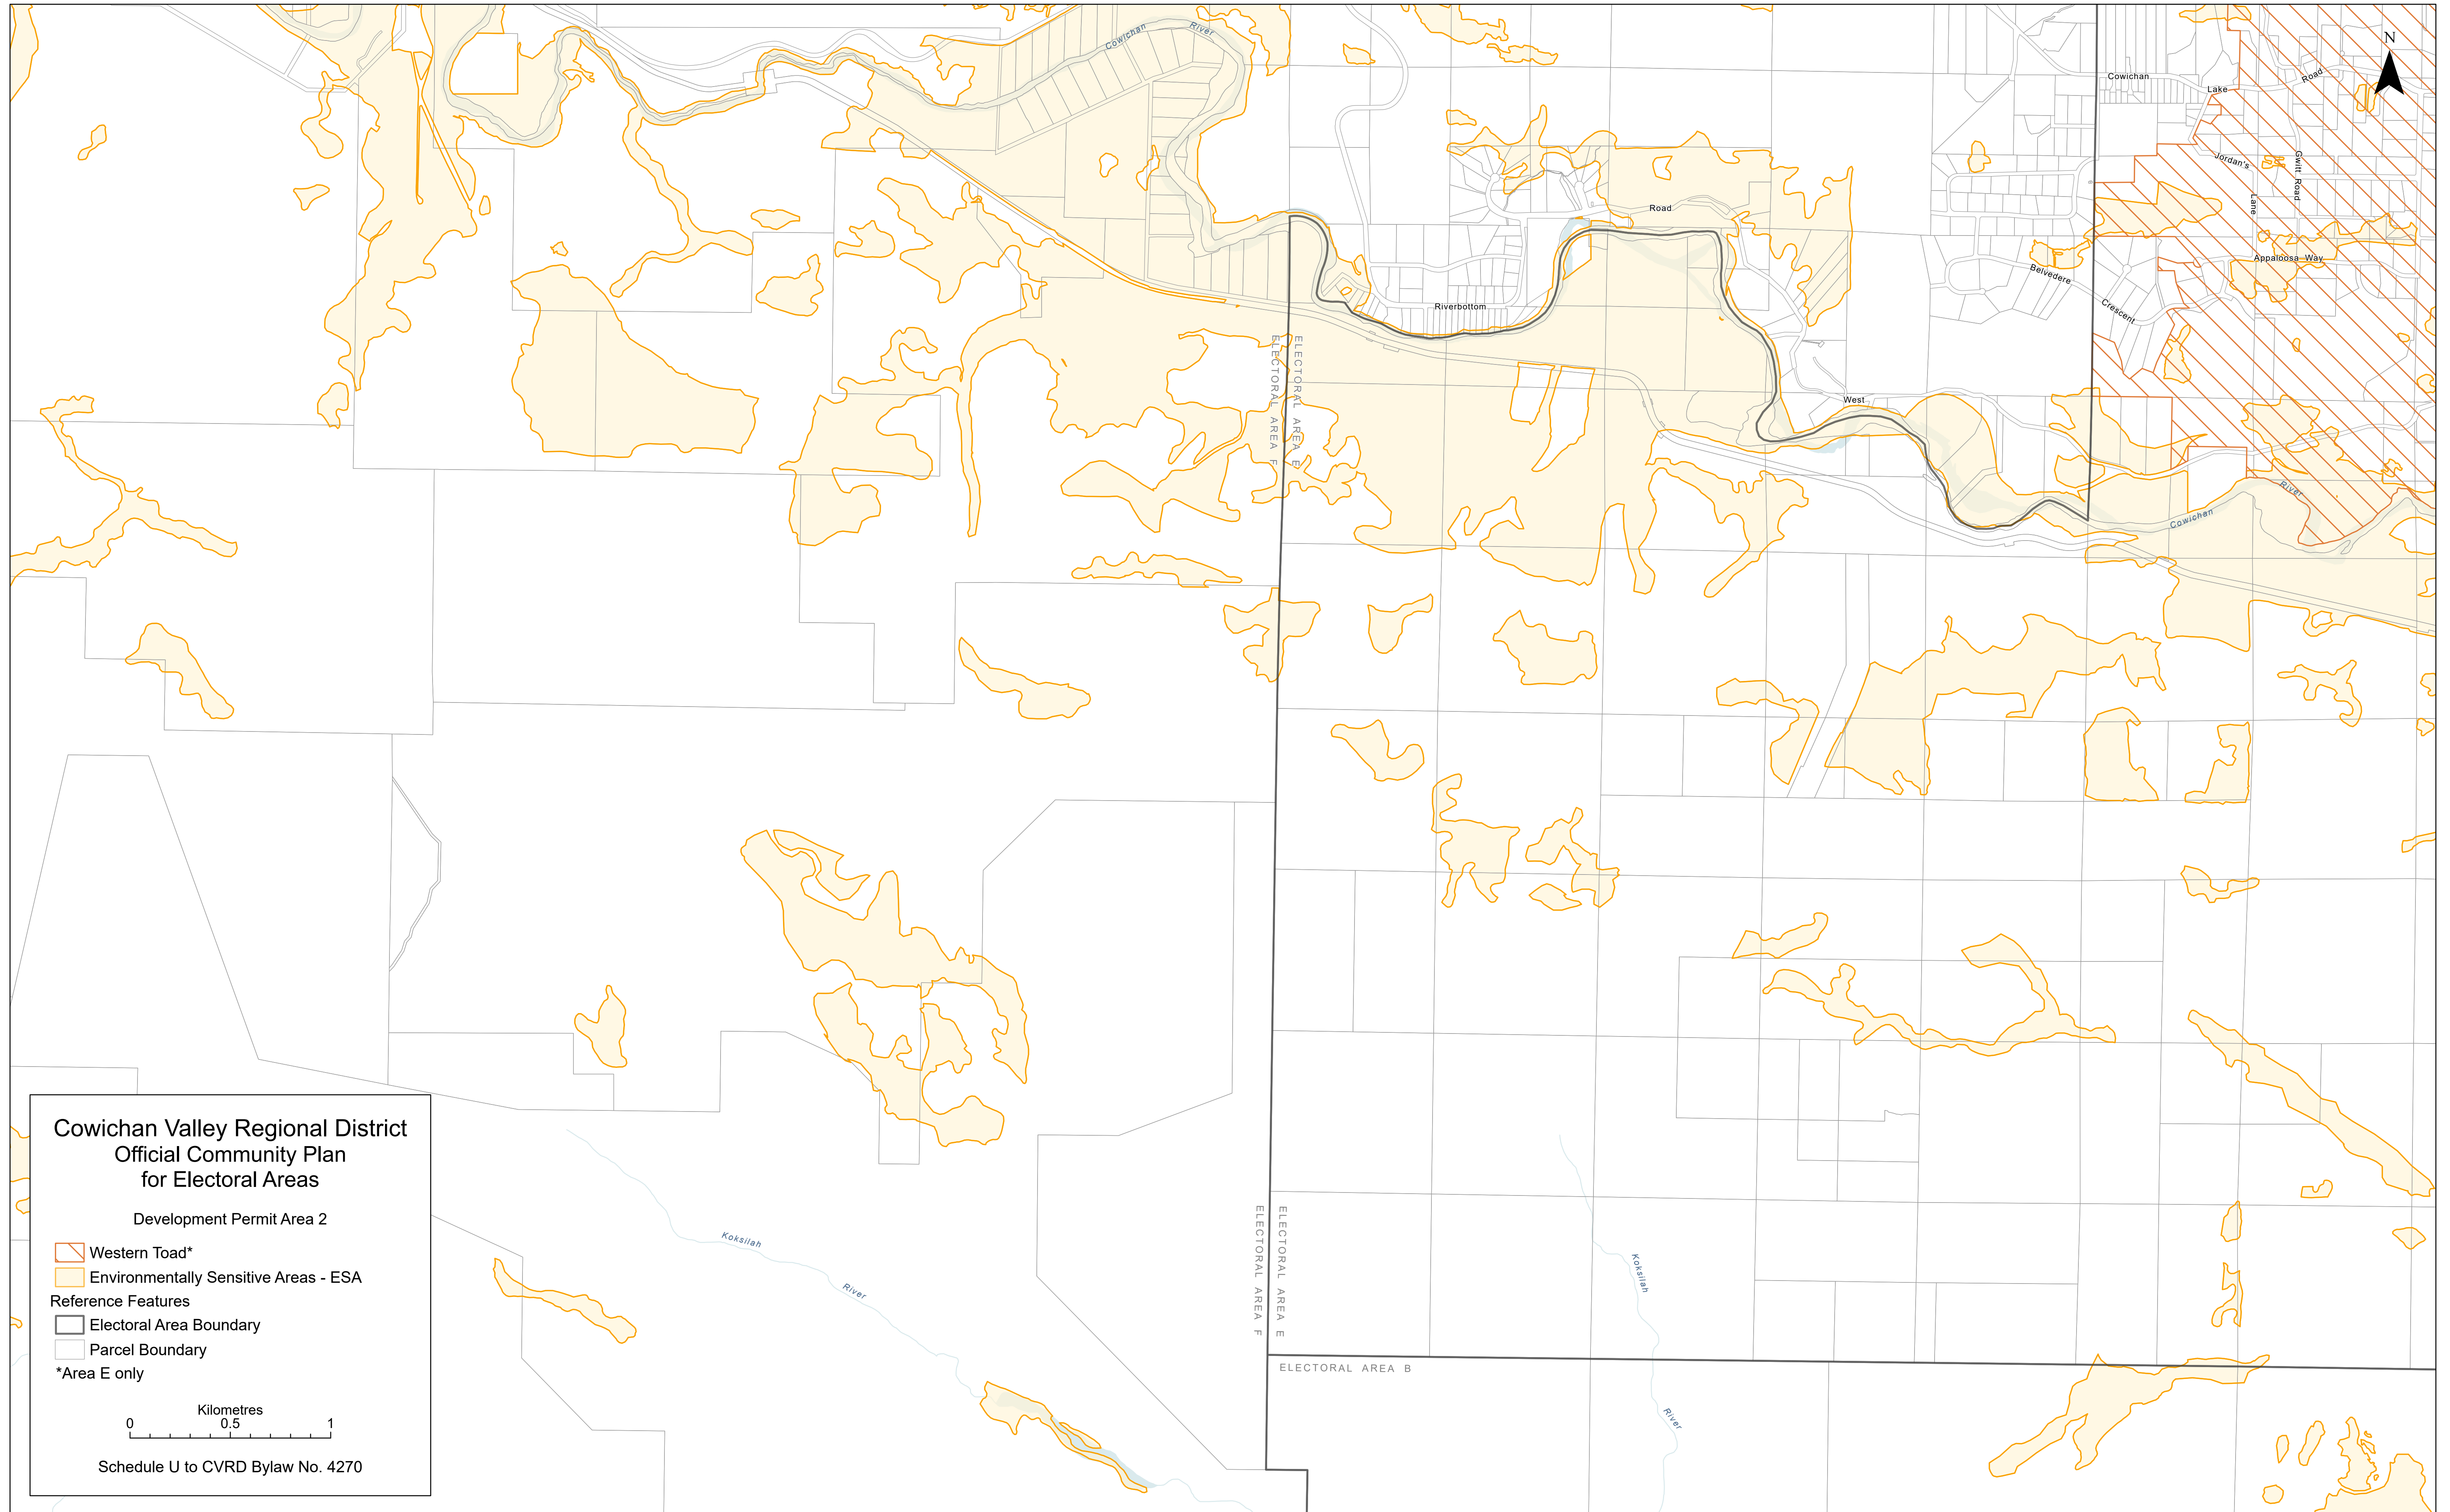 Cowichan
River
N
Cowichan
Lake
Road
Jordan's
Lane
Gwilt Road
Road
Appaloosa Way
Belvedere
Crescent
Riverbottom
West
ELECTORAL AREA F
ELECTORAL AREA E
River
Cowichan
Cowichan Valley Regional District
Official Community Plan
for Electoral Areas
Development Permit Area 2
Western Toad*
Environmentally Sensitive Areas - ESA
Reference Features
Electoral Area Boundary
Parcel Boundary
*Area E only
Kilometres
0 0.5 1
Schedule U to CVRD Bylaw No. 4270
Koksilah
River
ELECTORAL AREA F
ELECTORAL AREA E
Koksilah
River
ELECTORAL AREA B